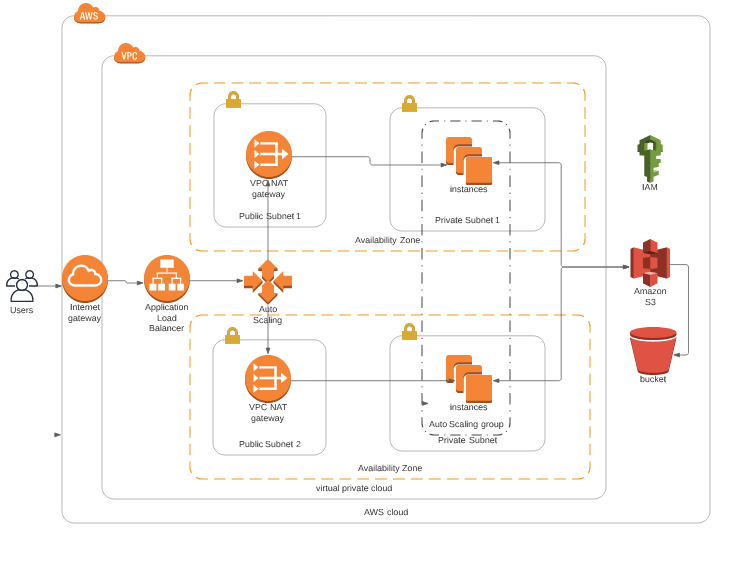 AWS
VPC
VPC NAT
gateway
Public Subnet 1
instances
Private Subnet 1
Availability Zone
IAM
Users
Internet
gateway
Application
Load
Balancer
Auto
Scaling
Amazon
S3
bucket
VPC NAT
gateway
Public Subnet 2
instances
Auto Scaling group
Private Subnet
Availability Zone
virtual private cloud
AWS cloud